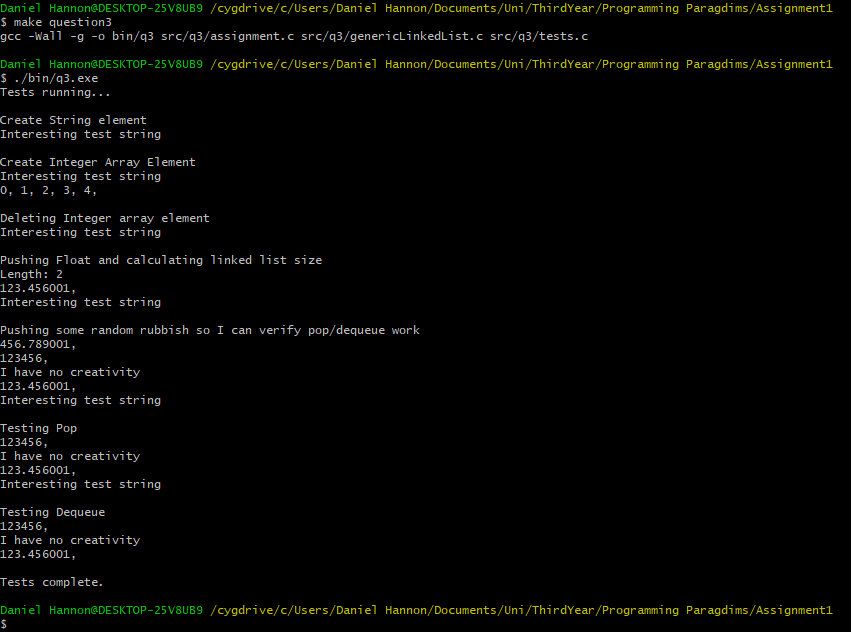 Daniel Hannon@DESKTOP-25V8UB9 /cygdrive/c/Users/Daniel Hannon/Documents/Uni/ThirdYear/Programming Paragdims/Assignment1
$ make question3
gcc -Wall -g -o bin/q3 src/q3/assignment.c src/q3/genericLinkedList.c src/q3/tests.c
Daniel Hannon@DESKTOP-25V8UB9 /cygdrive/c/Users/Daniel Hannon/Documents/Uni/ThirdYear/Programming Paragdims/Assignment1
$ ./bin/q3.exe
Tests running...
Create String element
Interesting test string
Create Integer Array Element
Interesting test string
0, 1, 2, 3, 4,
Deleting Integer array element
Interesting test string
Pushing Float and calculating linked list size
Length: 2
123.456001,
Interesting test string
Pushing some random rubbish so I can verify pop/dequeue work
456.789001,
123456,
I have no creativity
123.456001,
Interesting test string
Testing Pop
123456,
I have no creativity
123.456001,
Interesting test string
Testing Dequeue
123456,
I have no creativity
123.456001,
Tests complete.
Daniel Hannon@DESKTOP-25V8UB9 /cygdrive/c/Users/Daniel Hannon/Documents/Uni/ThirdYear/Programming Paragdims/Assignment1
$